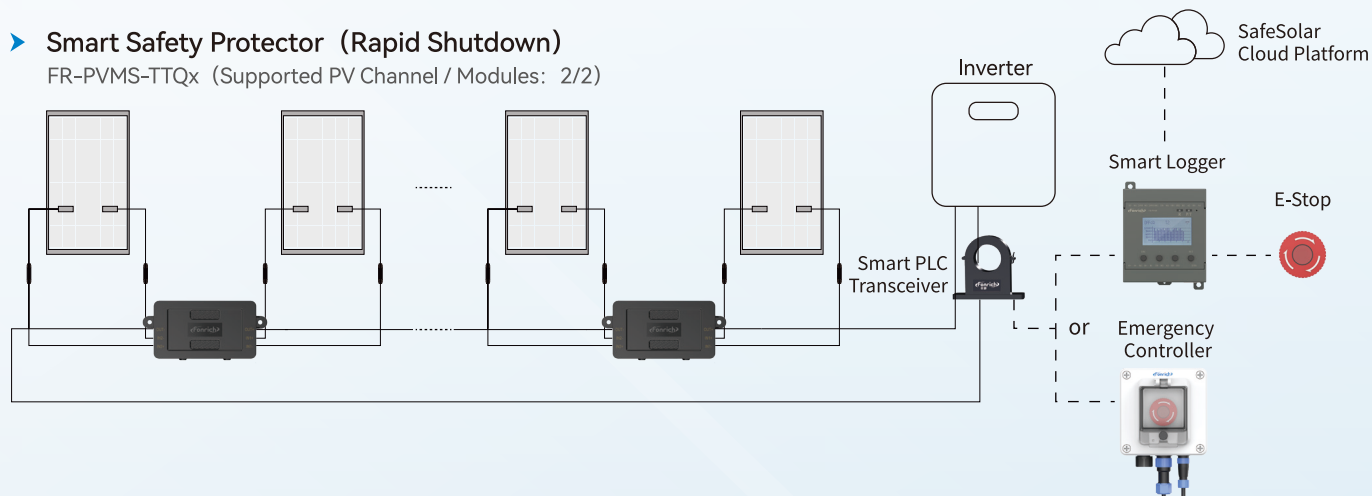 Smart Safety Protector（Rapid Shutdown）
FR-PVMS-TTQx（Supported PV Channel / Modules: 2/2）
Inverter
SafeSolar
Cloud Platform
Smart Logger
E-Stop
Smart PLC
Transceiver
or
Emergency
Controller